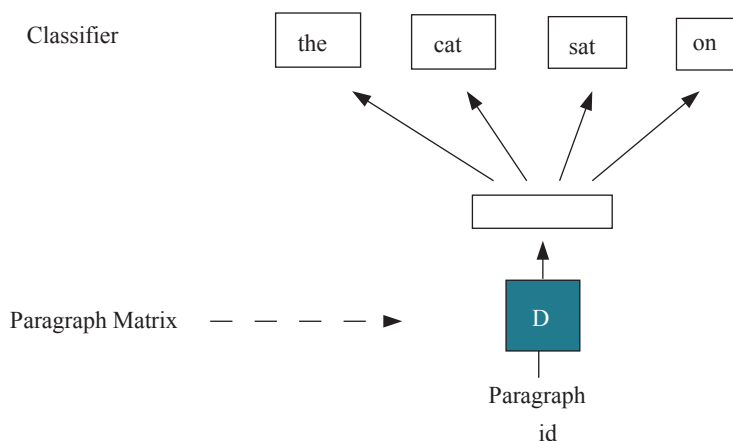 Classifier
the
cat
sat
on
Paragraph Matrix
D
Paragraph
id